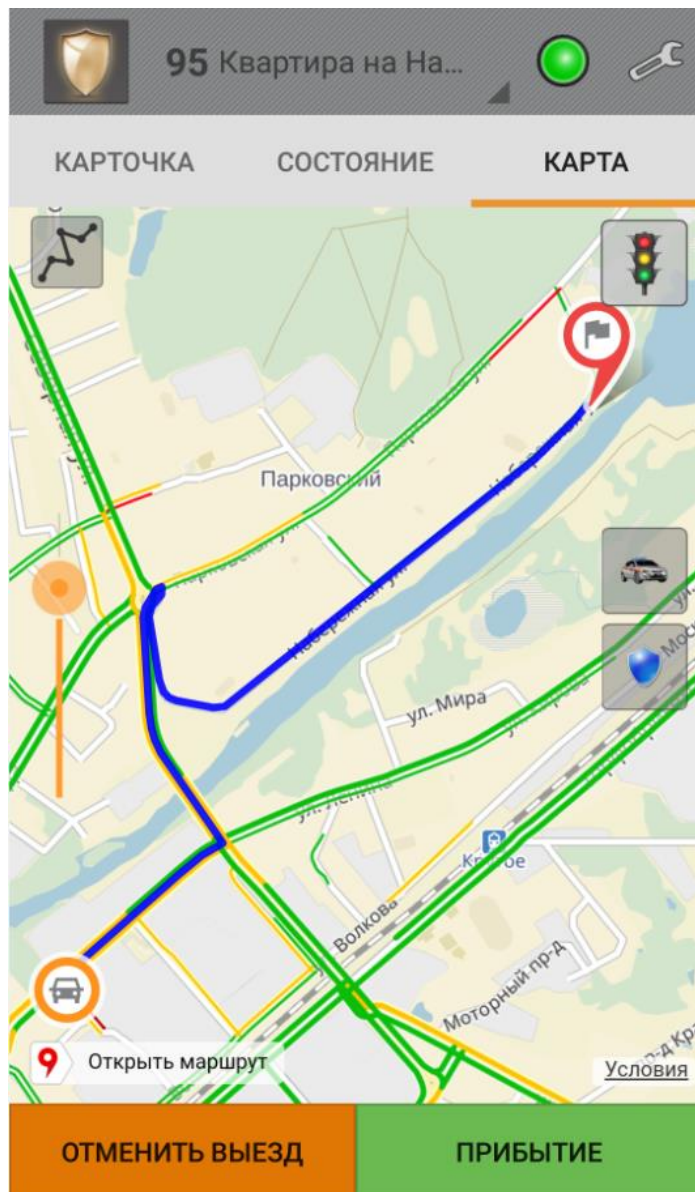 95 Квартира на На...
КАРТОЧКА
СОСТОЯНИЕ
КАРТА
Парковский
Набережная ул.
ул. Мира
ул. Ленина
Волкова
Моторный пр-д
Открыть маршрут
Условия
ОТМЕНИТЬ ВЫЕЗД
ПРИБЫТИЕ